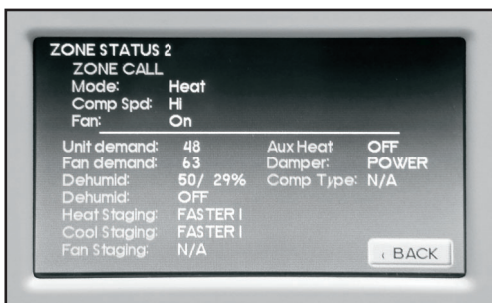 ZONE STATUS 2
ZONE CALL
Mode: Heat
Comp Spd: Hi
Fan: On
Unit demand: 48 Aux Heat OFF
Fan demand: 63 Damper: POWER
Dehumid: 50/ 29% Comp Type: N/A
Dehumid: OFF
Heat Staging: FASTER I
Cool Staging: FASTER I
Fan Staging: N/A
‹ BACK